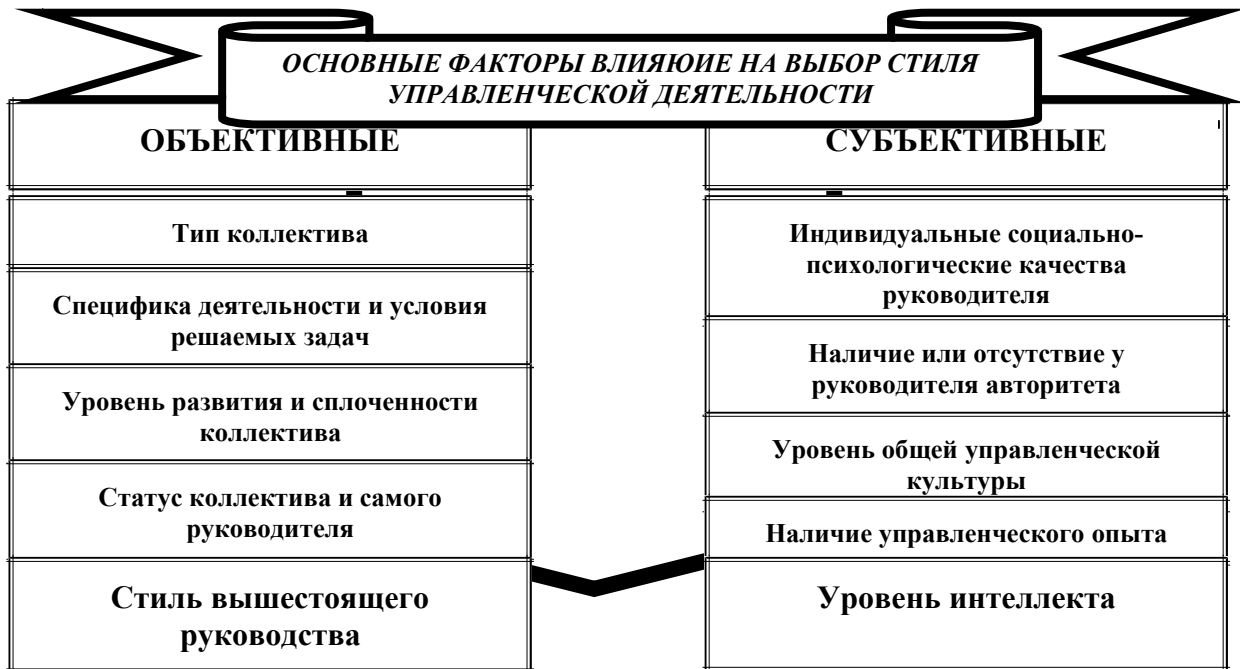 ОСНОВНЫЕ ФАКТОРЫ ВЛИЯЮИЕ НА ВЫБОР СТИЛЯ
УПРАВЛЕНЧЕСКОЙ ДЕЯТЕЛЬНОСТИ
ОБЪЕКТИВНЫЕ
Тип коллектива
Специфика деятельности и условия
решаемых задач
Уровень развития и сплоченности
коллектива
Статус коллектива и самого
руководителя
Стиль вышестоящего
руководства
СУБЪЕКТИВНЫЕ
Индивидуальные социально-
психологические качества
руководителя
Наличие или отсутствие у
руководителя авторитета
Уровень общей управленческой
культуры
Наличие управленческого опыта
Уровень интеллекта